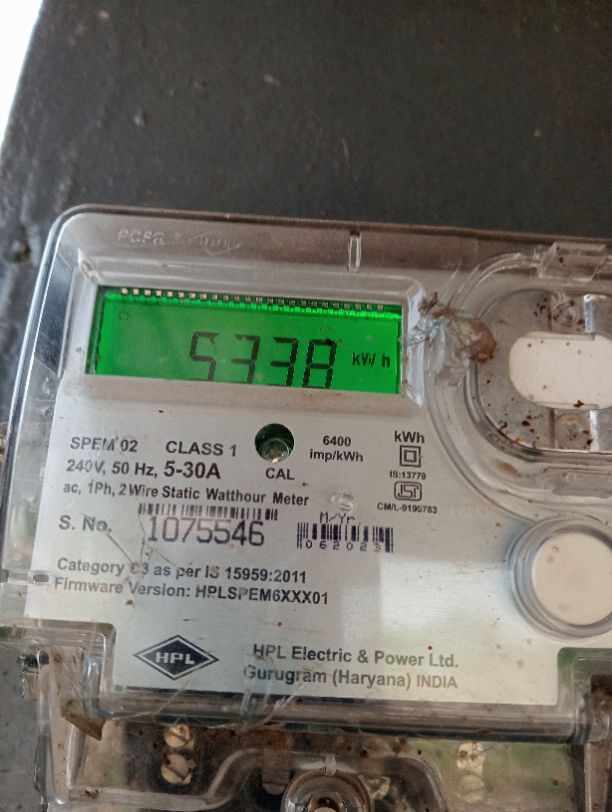 5338 kWh
SPEM 02 CLASS 1 CAL 6400 imp/kWh kWh
240V, 50 Hz, 5-30A IS:13779
ac, 1Ph, 2 Wire Static Watthour Meter CM/L-9190783
S. No. 1075546 M/Yr 062023
Category C3 as per IS 15959:2011
Firmware Version: HPLSPEM6XXX01
HPL HPL Electric & Power Ltd.
Gurugram (Haryana) INDIA